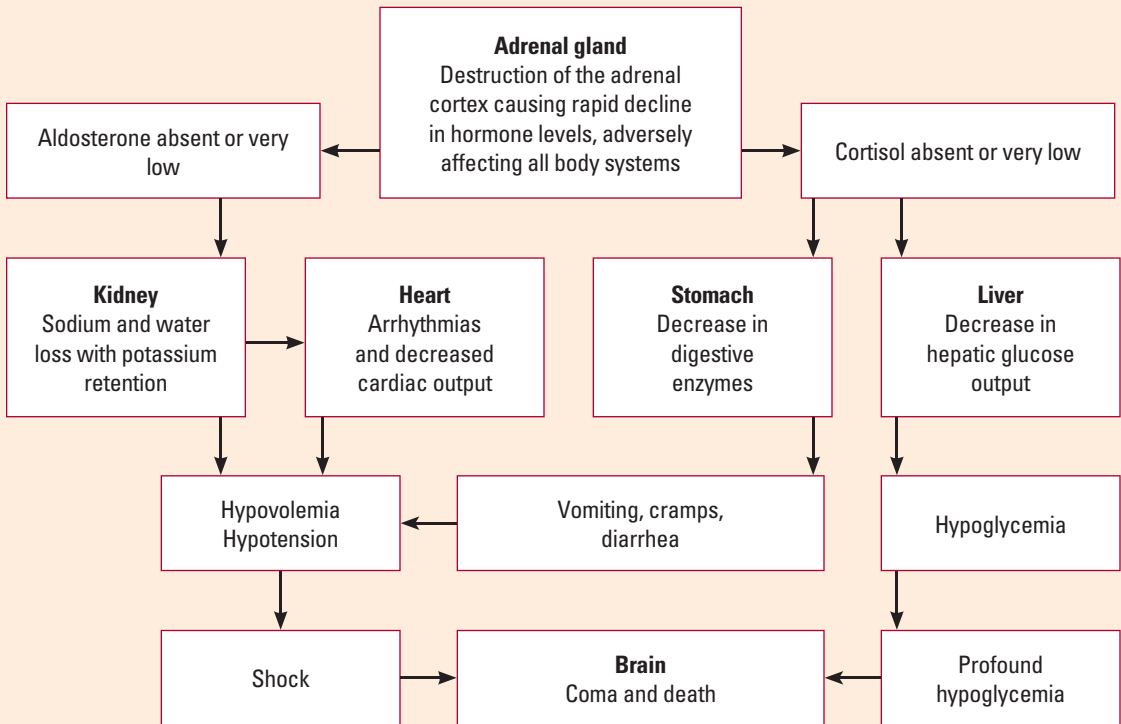 Adrenal gland
Destruction of the adrenal
cortex causing rapid decline
in hormone levels, adversely
affecting all body systems
Aldosterone absent or very
low
Cortisol absent or very low
Kidney
Sodium and water
loss with potassium
retention
Heart
Arrhythmias
and decreased
cardiac output
Stomach
Decrease in
digestive
enzymes
Liver
Decrease in
hepatic glucose
output
Hypovolemia
Hypotension
Vomiting, cramps,
diarrhea
Hypoglycemia
Shock
Brain
Coma and death
Profound
hypoglycemia